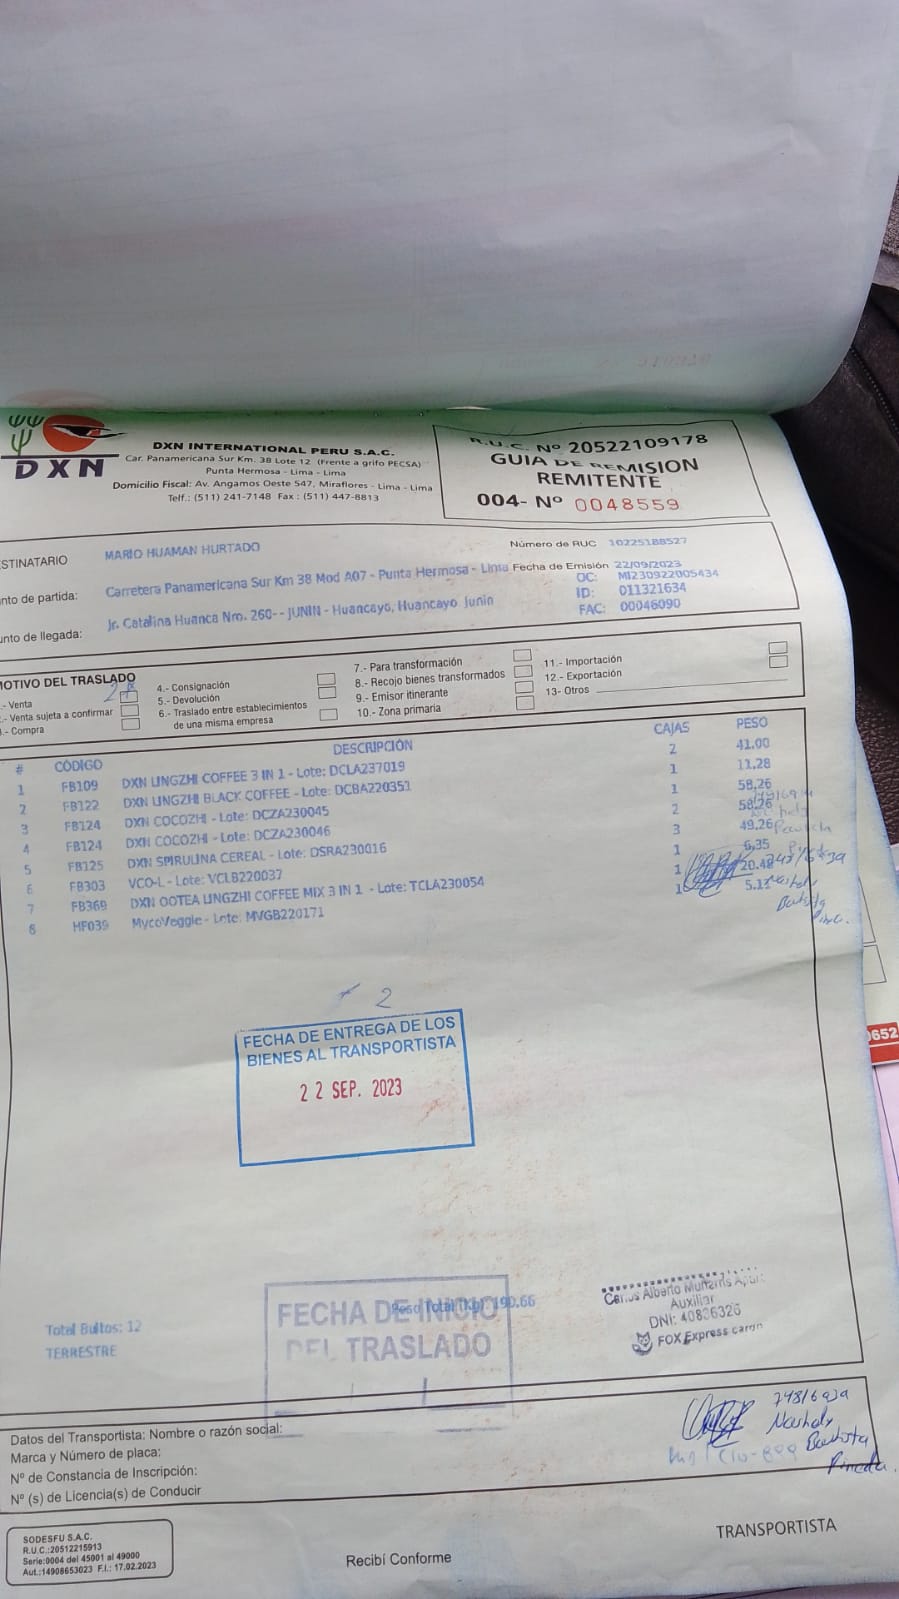 DXN
DXN INTERNATIONAL PERU S.A.C.
Car. Panamericana Sur Km. 38 Lote 12 (Frente a grifo PECSA)
Punta Hermosa - Lima - Lima
Domicilio Fiscal: Av. Angamos Oeste 547, Miraflores - Lima - Lima
Telf.: (511) 241-7148 Fax : (511) 447-8813
R.U.C. Nº 20522109178
GUIA DE REMISION
REMITENTE
004- Nº 0048559
STINATARIO MARIO HUAMAN HURTADO Número de RUC 10225188527
nto de partida: Carretera Panamericana Sur Km 38 Mod A07 - Punta Hermosa - Lima Fecha de Emisión 22/09/2023
OC: MI230922005434
ID: 011321634
unto de llegada: Jr. Catalina Huanca Nro. 260-- JUNIN - Huancayo, Huancayo Junin FAC: 00046090
MOTIVO DEL TRASLADO
.- Venta 4.- Consignación 7.- Para transformación 11.- Importación
.- Venta sujeta a confirmar 5.- Devolución 8.- Recojo bienes transformados 12.- Exportación
.- Compra 6.- Traslado entre establecimientos de una misma empresa 9.- Emisor itinerante 13- Otros
10.- Zona primaria
# CÓDIGO DESCRIPCIÓN CAJAS PESO
1 FB109 DXN LINGZHI COFFEE 3 IN 1 - Lote: DCLA237019 2 41.00
2 FB122 DXN LINGZHI BLACK COFFEE - Lote: DCBA220351 1 11.28
3 FB124 DXN COCOZHI - Lote: DCZA230045 1 58.26
4 FB124 DXN COCOZHI - Lote: DCZA230046 2 58.26
5 FB125 DXN SPIRULINA CEREAL - Lote: DSRA230016 3 49.26
6 FB303 VCO-L - Lote: VCLB220037 1 6.35
7 FB369 DXN OOTEA LINGZHI COFFEE MIX 3 IN 1 - Lote: TCLA230054 1 20.48
8 HF039 MycoVeggie - Lote: MVGB220171 1 5.13
2
FECHA DE ENTREGA DE LOS
BIENES AL TRANSPORTISTA
22 SEP. 2023
Total Bultos: 12 Peso Total (Kg): 190.66
TERRESTRE
FECHA DE INICIO
DEL TRASLADO
Carlos Alberto
Auxiliar
DNI: 40836326
FOX Express cargo
Datos del Transportista: Nombre o razón social:
Marca y Número de placa:
Nº de Constancia de Inscripción:
Nº (s) de Licencia(s) de Conducir
Nashaly
Bautista
Pineda
SODESFU S.A.C.
R.U.C.:20512215913
Serie:0004 del 45001 al 49000
Aut.:14908653023 F.I.: 17.02.2023
Recibí Conforme
TRANSPORTISTA
0652